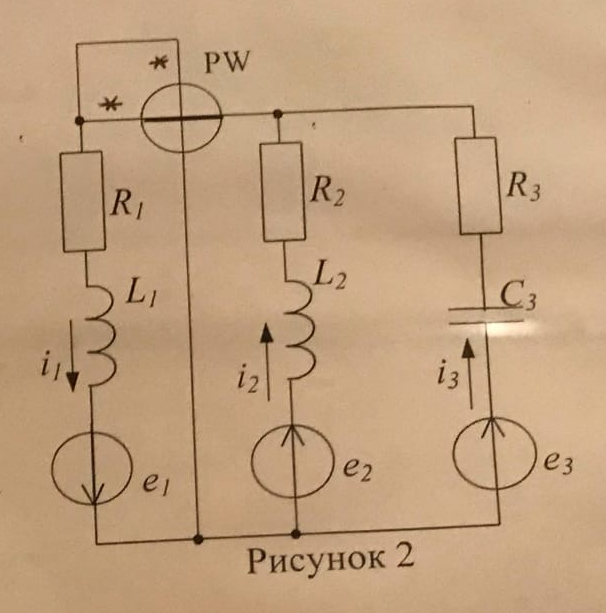 * PW
*
R1 R2 R3
L1 L2 C3
i1 i2 i3
e1 e2 e3
Рисунок 2